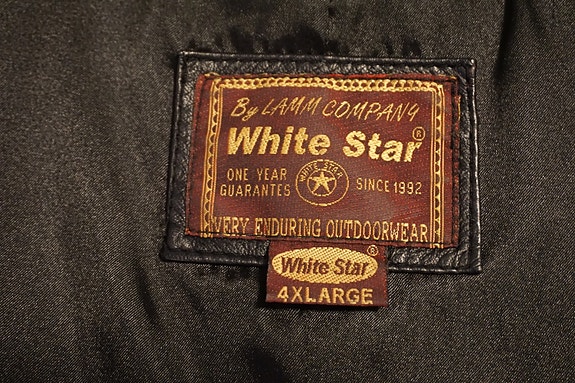 By LAMM COMPANY
White Star®
ONE YEAR
GUARANTES
WHITE STAR
SINCE 1992
VERY ENDURING OUTDOORWEAR
White Star®
4XLARGE